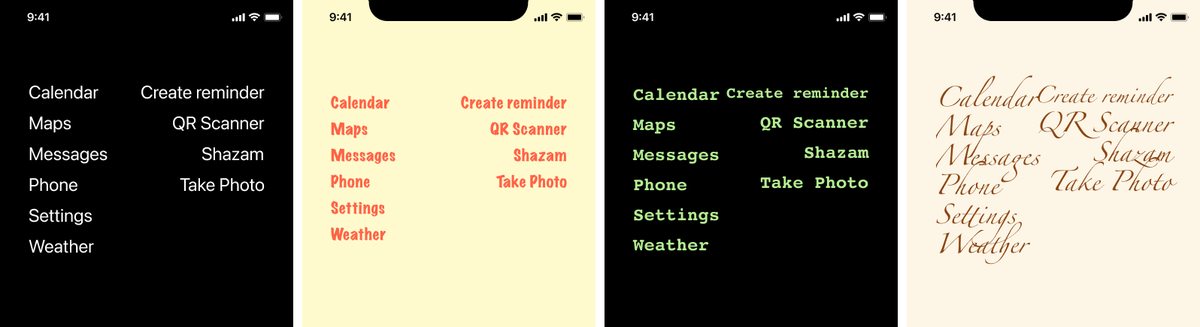 9:41
Calendar Create reminder
Maps QR Scanner
Messages Shazam
Phone Take Photo
Settings
Weather
9:41
Calendar Create reminder
Maps QR Scanner
Messages Shazam
Phone Take Photo
Settings
Weather
9:41
Calendar Create reminder
Maps QR Scanner
Messages Shazam
Phone Take Photo
Settings
Weather
9:41
Calendar Create reminder
Maps QR Scanner
Messages Shazam
Phone Take Photo
Settings
Weather